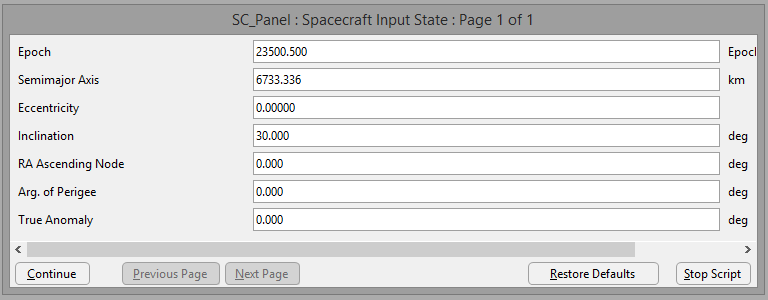 SC_Panel : Spacecraft Input State : Page 1 of 1
Epoch 23500.500 Epoch
Semimajor Axis 6733.336 km
Eccentricity 0.00000
Inclination 30.000 deg
RA Ascending Node 0.000 deg
Arg. of Perigee 0.000 deg
True Anomaly 0.000 deg
Continue Previous Page Next Page Restore Defaults Stop Script